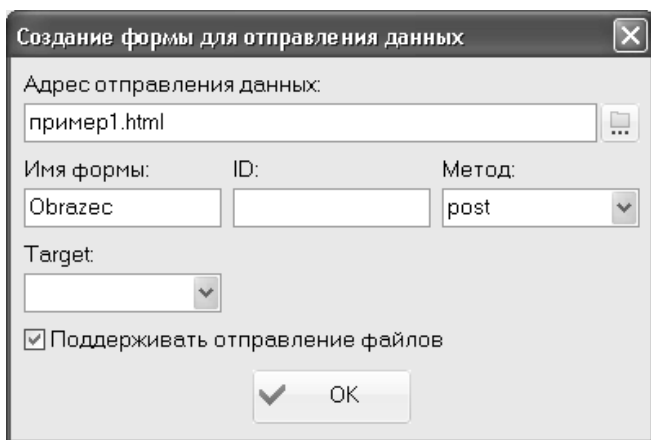 Создание формы для отправления данных
Адрес отправления данных:
пример1.html
Имя формы: ID: Метод:
Obrazec post
Target:
Поддерживать отправление файлов
OK